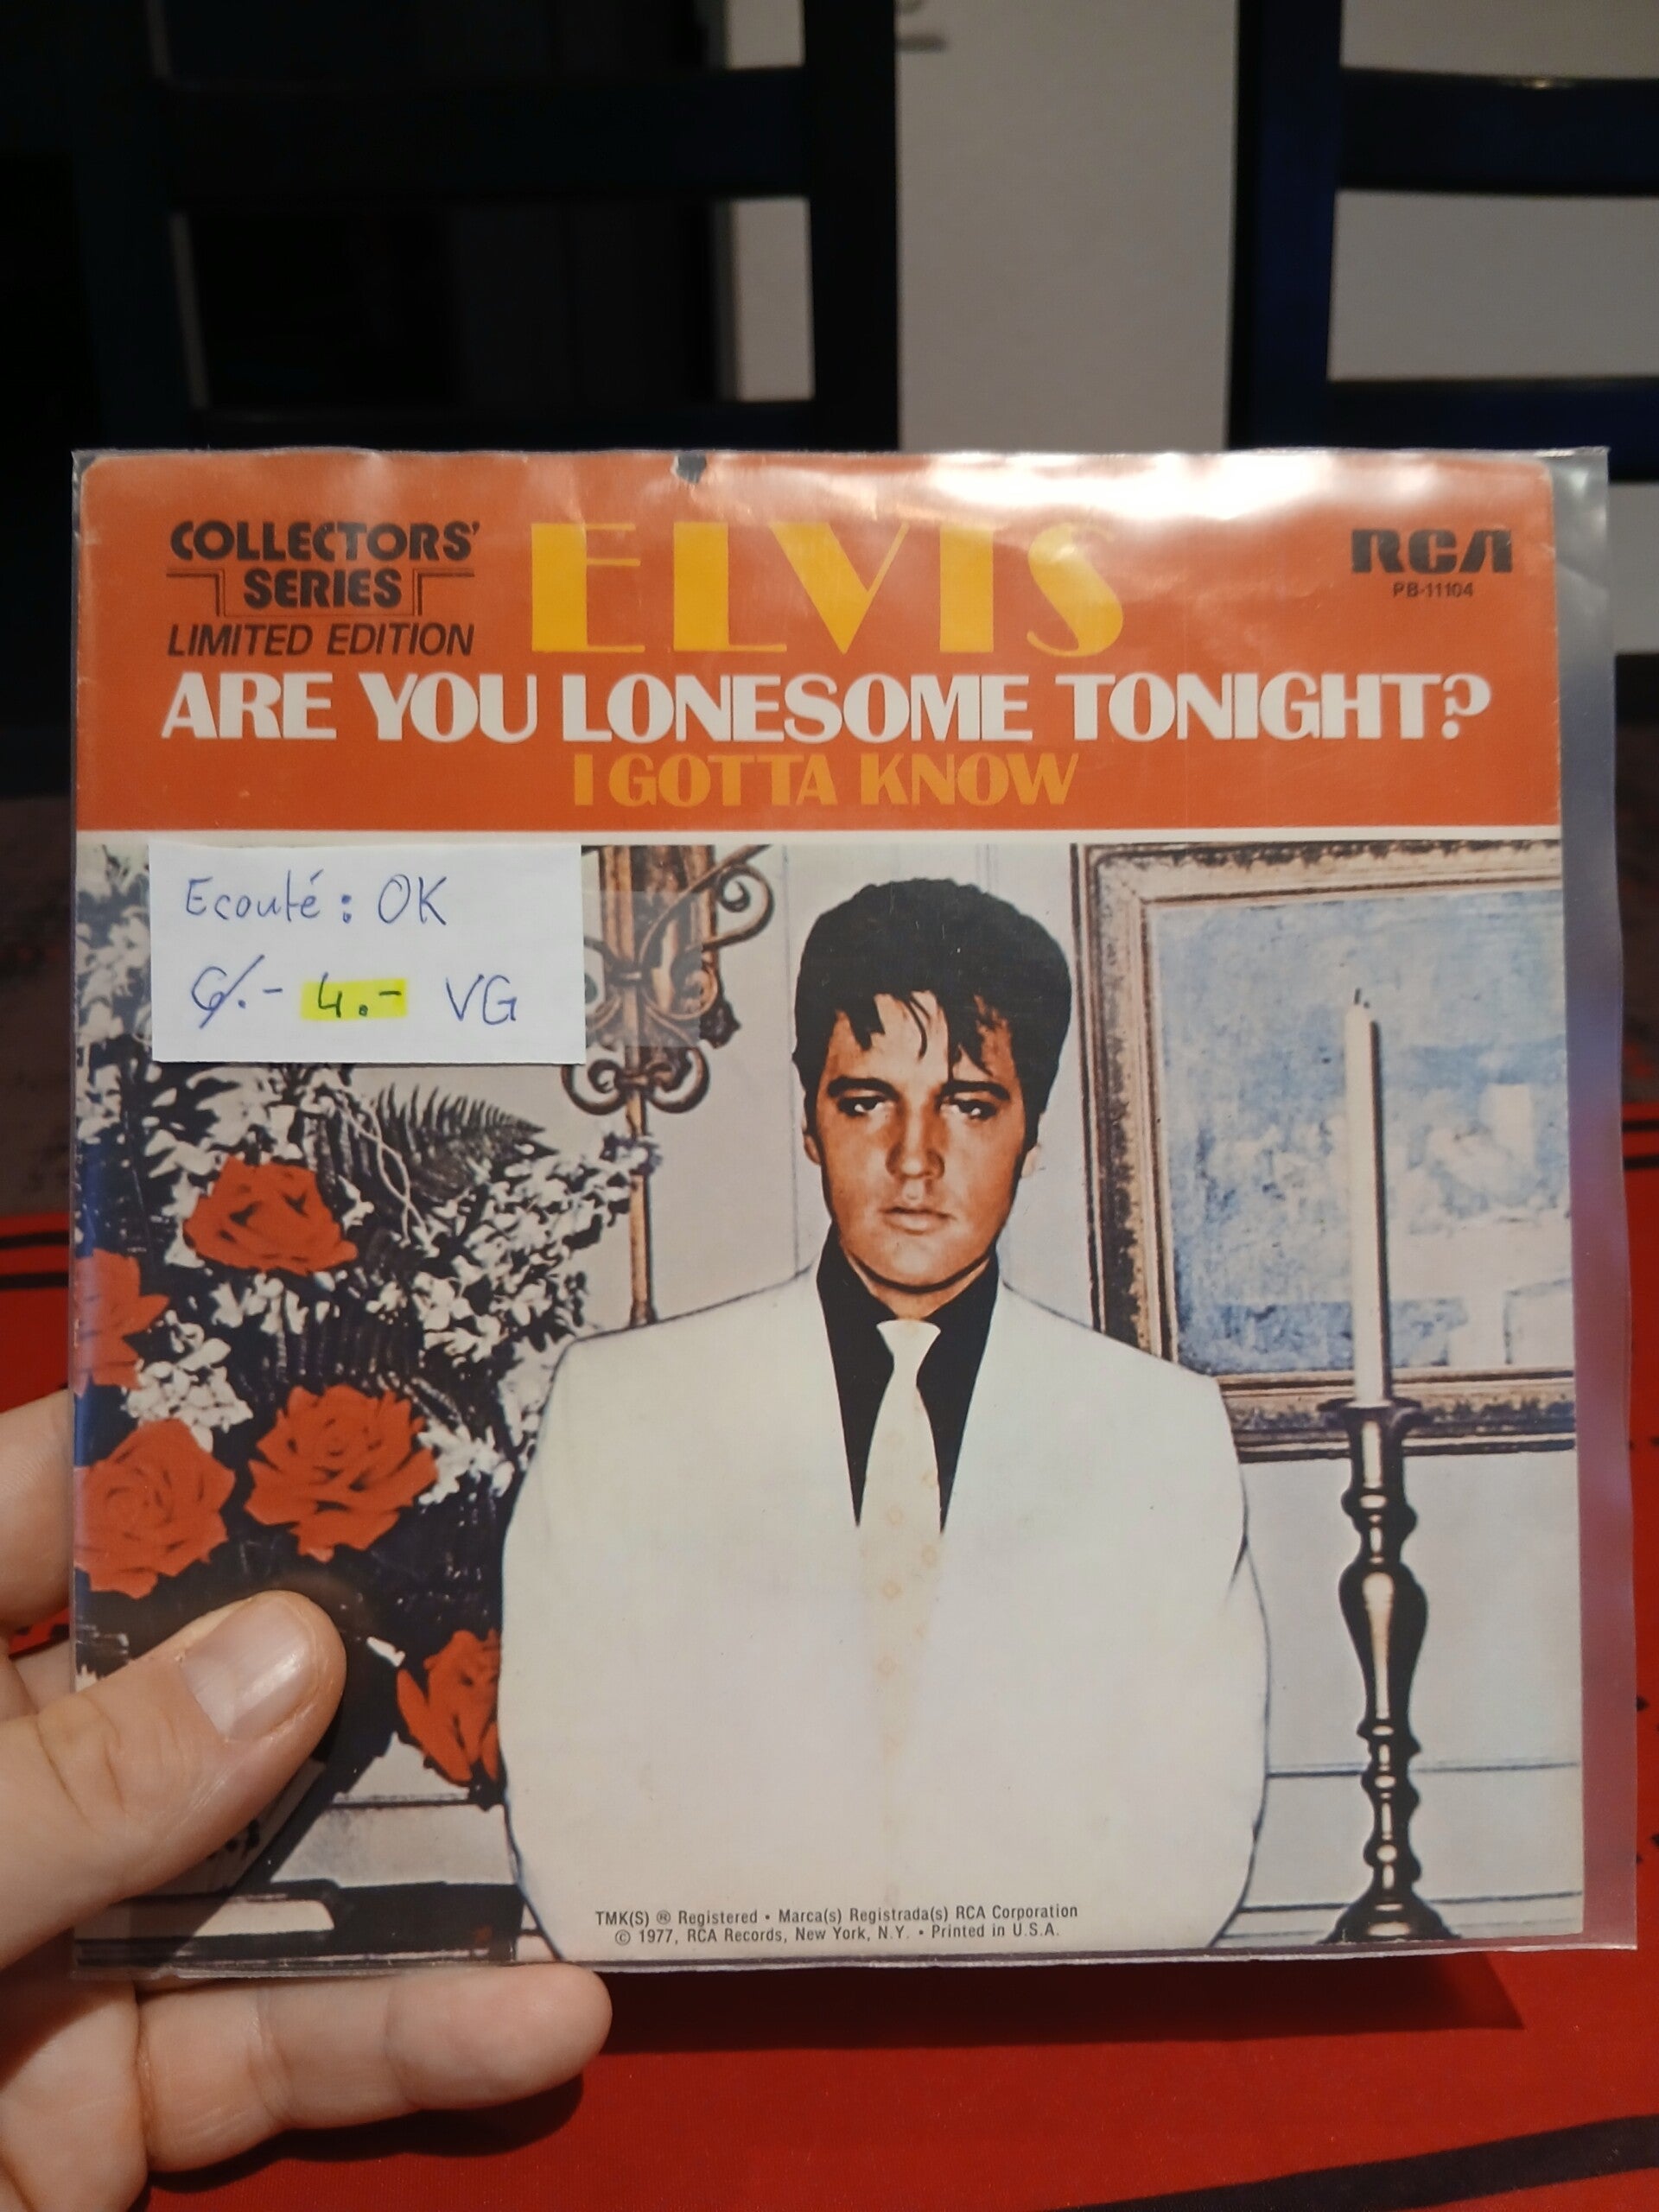 COLLECTORS'
SERIES
LIMITED EDITION
ELVIS
RCA
PB-11104
ARE YOU LONESOME TONIGHT?
I GOTTA KNOW
Ecouté: OK
6.- 4.- VG
TMK(S) ® Registered • Marca(s) Registrada(s) RCA Corporation
© 1977, RCA Records, New York, N.Y. • Printed in U.S.A.